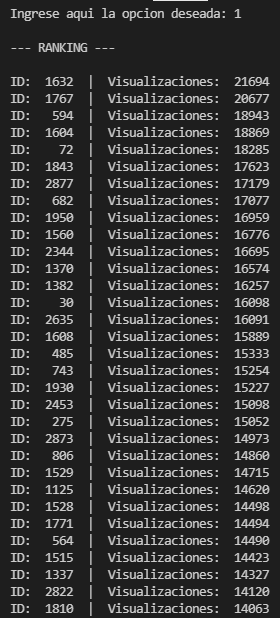 Ingrese aqui la opcion deseada: 1
--- RANKING ---
ID: 1632 | Visualizaciones: 21694
ID: 1767 | Visualizaciones: 20677
ID: 594 | Visualizaciones: 18943
ID: 1604 | Visualizaciones: 18869
ID: 72 | Visualizaciones: 18285
ID: 1843 | Visualizaciones: 17623
ID: 2877 | Visualizaciones: 17179
ID: 682 | Visualizaciones: 17077
ID: 1950 | Visualizaciones: 16959
ID: 1560 | Visualizaciones: 16776
ID: 2344 | Visualizaciones: 16695
ID: 1370 | Visualizaciones: 16574
ID: 1382 | Visualizaciones: 16257
ID: 30 | Visualizaciones: 16098
ID: 2635 | Visualizaciones: 16091
ID: 1608 | Visualizaciones: 15889
ID: 485 | Visualizaciones: 15333
ID: 743 | Visualizaciones: 15254
ID: 1930 | Visualizaciones: 15227
ID: 2453 | Visualizaciones: 15098
ID: 275 | Visualizaciones: 15052
ID: 2873 | Visualizaciones: 14973
ID: 806 | Visualizaciones: 14860
ID: 1529 | Visualizaciones: 14715
ID: 1125 | Visualizaciones: 14620
ID: 1528 | Visualizaciones: 14498
ID: 1771 | Visualizaciones: 14494
ID: 564 | Visualizaciones: 14490
ID: 1515 | Visualizaciones: 14423
ID: 1337 | Visualizaciones: 14327
ID: 2822 | Visualizaciones: 14120
ID: 1810 | Visualizaciones: 14063